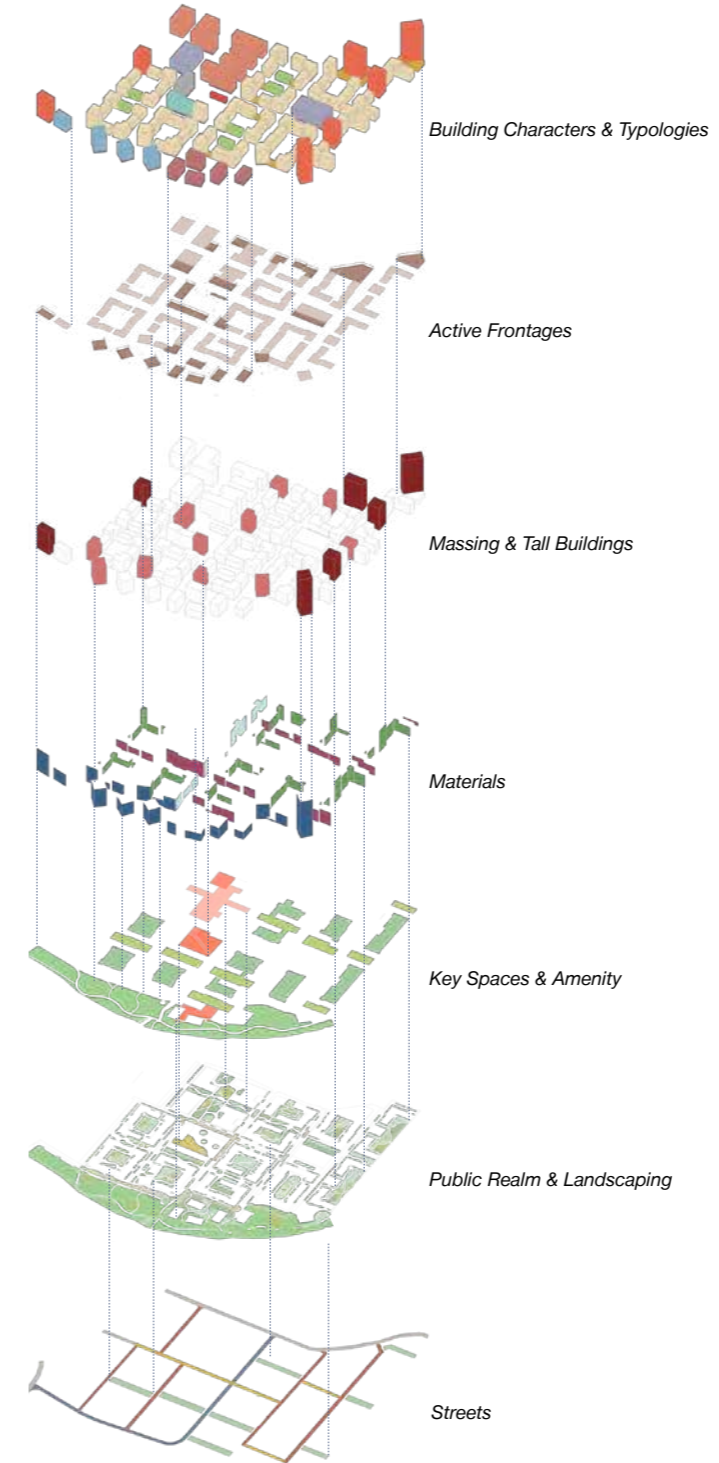 Building Characters & Typologies
Active Frontages
Massing & Tall Buildings
Materials
Key Spaces & Amenity
Public Realm & Landscaping
Streets